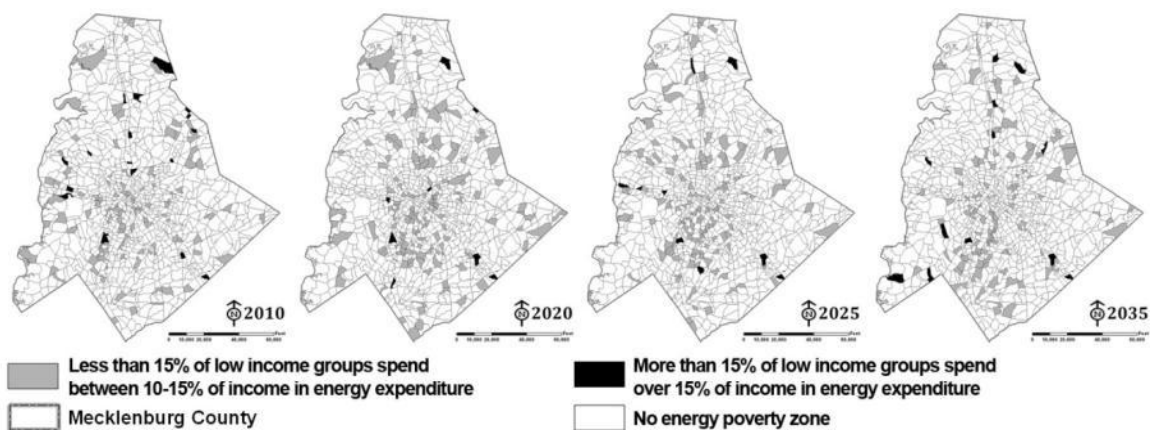 2010
2020
2025
2035
Less than 15% of low income groups spend
between 10-15% of income in energy expenditure
More than 15% of low income groups spend
over 15% of income in energy expenditure
Mecklenburg County
No energy poverty zone